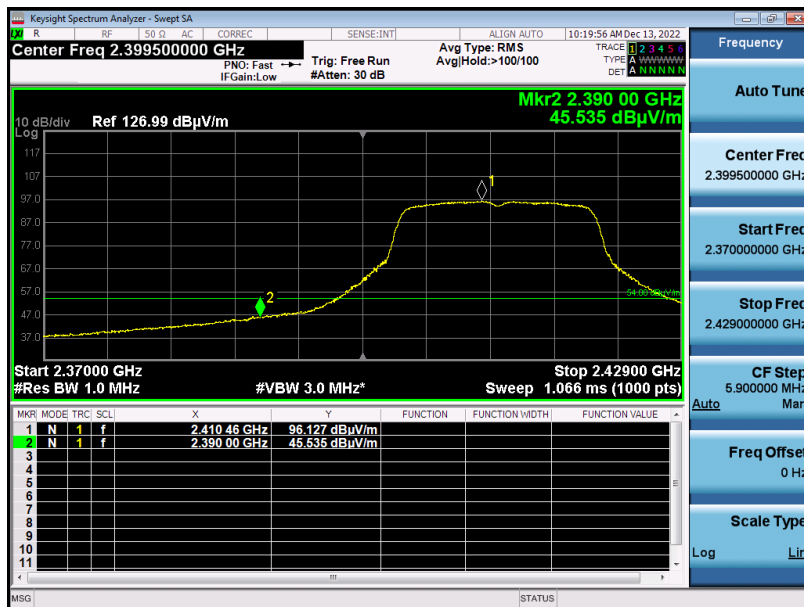 Keysight Spectrum Analyzer - Swept SA
LXI R RF 50 Ω AC CORREC SENSE:INT ALIGN AUTO 10:19:56 AM Dec 13, 2022
Center Freq 2.399500000 GHz
PNO: Fast
IFGain:Low
Trig: Free Run
#Atten: 30 dB
Avg Type: RMS
Avg|Hold:>100/100
TRACE 1 2 3 4 5 6
TYPE A WWWWW
DET A N N N N N
Mkr2 2.390 00 GHz
45.535 dBµV/m
10 dB/div Ref 126.99 dBµV/m
Log
117
107
97.0
87.0
77.0
67.0
57.0
47.0
37.0
1
2
54.00 dBµV/m
Start 2.37000 GHz Stop 2.42900 GHz
#Res BW 1.0 MHz #VBW 3.0 MHz* Sweep 1.066 ms (1000 pts)
MKR MODE TRC SCL X Y FUNCTION FUNCTION WIDTH FUNCTION VALUE
1 N 1 f 2.410 46 GHz 96.127 dBµV/m
2 N 1 f 2.390 00 GHz 45.535 dBµV/m
3
4
5
6
7
8
9
10
11
MSG STATUS
Frequency
Auto Tune
Center Freq
2.399500000 GHz
Start Freq
2.370000000 GHz
Stop Freq
2.429000000 GHz
CF Step
5.900000 MHz
Auto Man
Freq Offset
0 Hz
Scale Type
Log Lin